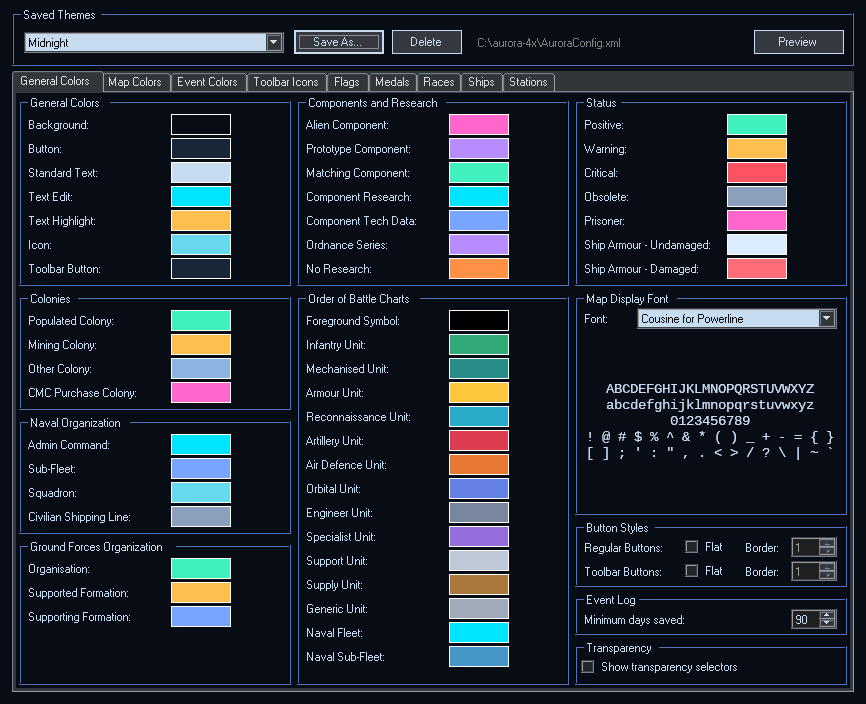 Saved Themes
Midnight
Save As...
Delete
C:\aurora-4x\AuroraConfig.xml
Preview
General Colors
Map Colors
Event Colors
Toolbar Icons
Flags
Medals
Races
Ships
Stations
General Colors
Background:
Button:
Standard Text:
Text Edit:
Text Highlight:
Icon:
Toolbar Button:
Colonies
Populated Colony:
Mining Colony:
Other Colony:
CMC Purchase Colony:
Naval Organization
Admin Command:
Sub-Fleet:
Squadron:
Civilian Shipping Line:
Ground Forces Organization
Organisation:
Supported Formation:
Supporting Formation:
Components and Research
Alien Component:
Prototype Component:
Matching Component:
Component Research:
Component Tech Data:
Ordnance Series:
No Research:
Order of Battle Charts
Foreground Symbol:
Infantry Unit:
Mechanised Unit:
Armour Unit:
Reconnaissance Unit:
Artillery Unit:
Air Defence Unit:
Orbital Unit:
Engineer Unit:
Specialist Unit:
Support Unit:
Supply Unit:
Generic Unit:
Naval Fleet:
Naval Sub-Fleet:
Status
Positive:
Warning:
Critical:
Obsolete:
Prisoner:
Ship Armour - Undamaged:
Ship Armour - Damaged:
Map Display Font
Font: Cousine for Powerline
ABCDEFGHIJKLMNOPQRSTUVWXYZ
abcdefghijklmnopqrstuvwxyz
0123456789
! @ # $ % ^ & * ( ) _ + - = { }
[ ] ; ' : " , . < > / ? \ | ~ `
Button Styles
Regular Buttons: Flat Border: 1
Toolbar Buttons: Flat Border: 1
Event Log
Minimum days saved: 90
Transparency
Show transparency selectors